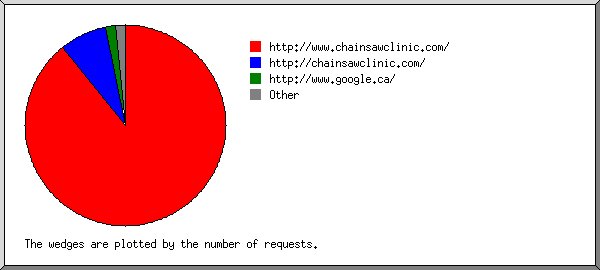 http://www.chainsawclinic.com/
http://chainsawclinic.com/
http://www.google.ca/
Other
The wedges are plotted by the number of requests.